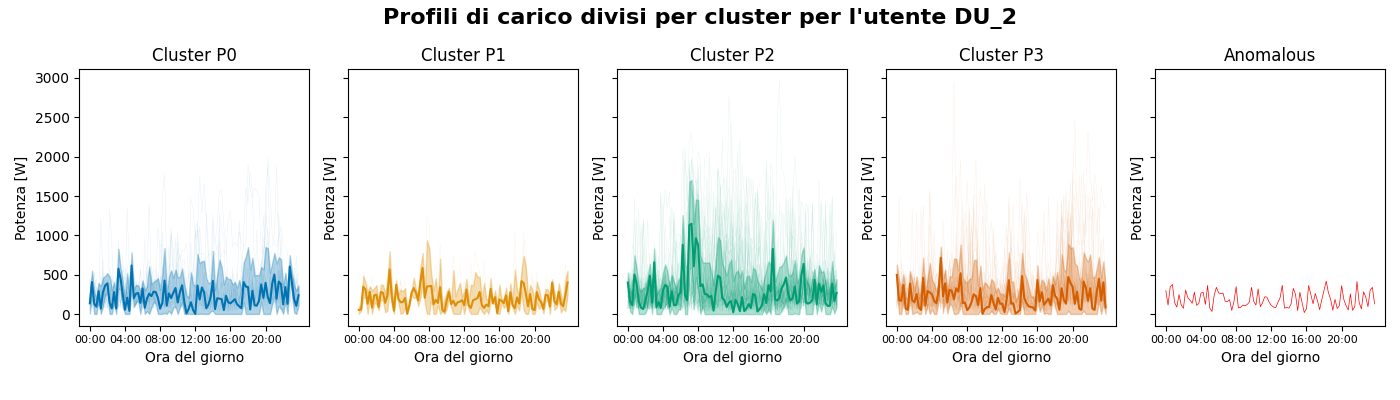 Profili di carico divisi per cluster per l'utente DU_2
Cluster P0
Cluster P1
Cluster P2
Cluster P3
Anomalous
3000
2500
2000
1500
1000
500
0
Potenza [W]
Potenza [W]
Potenza [W]
Potenza [W]
Potenza [W]
00:00 04:00 08:00 12:00 16:00 20:00
00:00 04:00 08:00 12:00 16:00 20:00
00:00 04:00 08:00 12:00 16:00 20:00
00:00 04:00 08:00 12:00 16:00 20:00
00:00 04:00 08:00 12:00 16:00 20:00
Ora del giorno
Ora del giorno
Ora del giorno
Ora del giorno
Ora del giorno